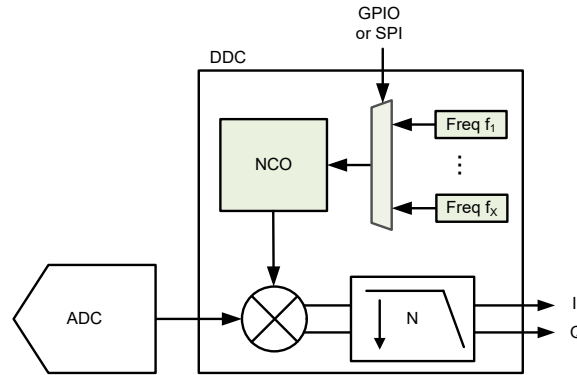 GPIO
or SPI
DDC
Freq f1
NCO
⋮
Freq fX
ADC
N
I
Q